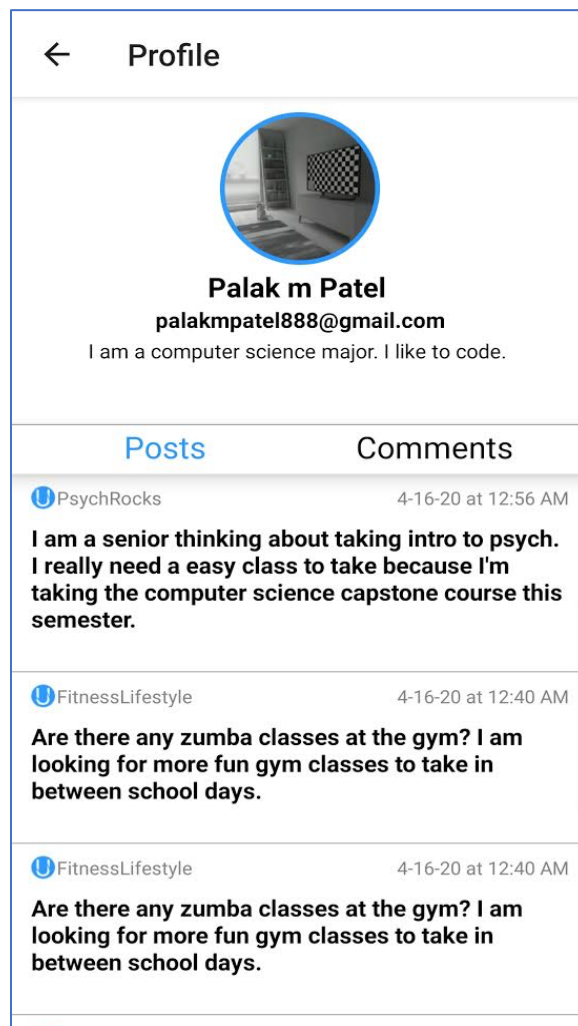 Profile
Palak m Patel
palakmpatel888@gmail.com
I am a computer science major. I like to code.
Posts Comments
PsychRocks 4-16-20 at 12:56 AM
I am a senior thinking about taking intro to psych.
I really need a easy class to take because I'm
taking the computer science capstone course this
semester.
FitnessLifestyle 4-16-20 at 12:40 AM
Are there any zumba classes at the gym? I am
looking for more fun gym classes to take in
between school days.
FitnessLifestyle 4-16-20 at 12:40 AM
Are there any zumba classes at the gym? I am
looking for more fun gym classes to take in
between school days.